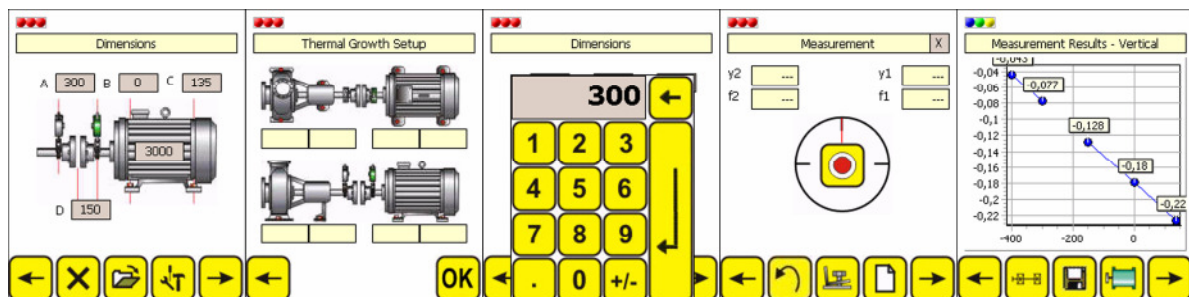 Dimensions
A 300 B 0 C 135
3000
D 150
Thermal Growth Setup
OK
Dimensions
300
1 2 3
4 5 6
7 8 9
. 0 +/-
Measurement X
y2 --- y1 ---
f2 --- f1 ---
Measurement Results - Vertical
-0,043
-0,04
-0,06
-0,077
-0,08
-0,1
-0,12
-0,128
-0,14
-0,16
-0,18
-0,18
-0,2
-0,22
-0,22
-400 -200 0